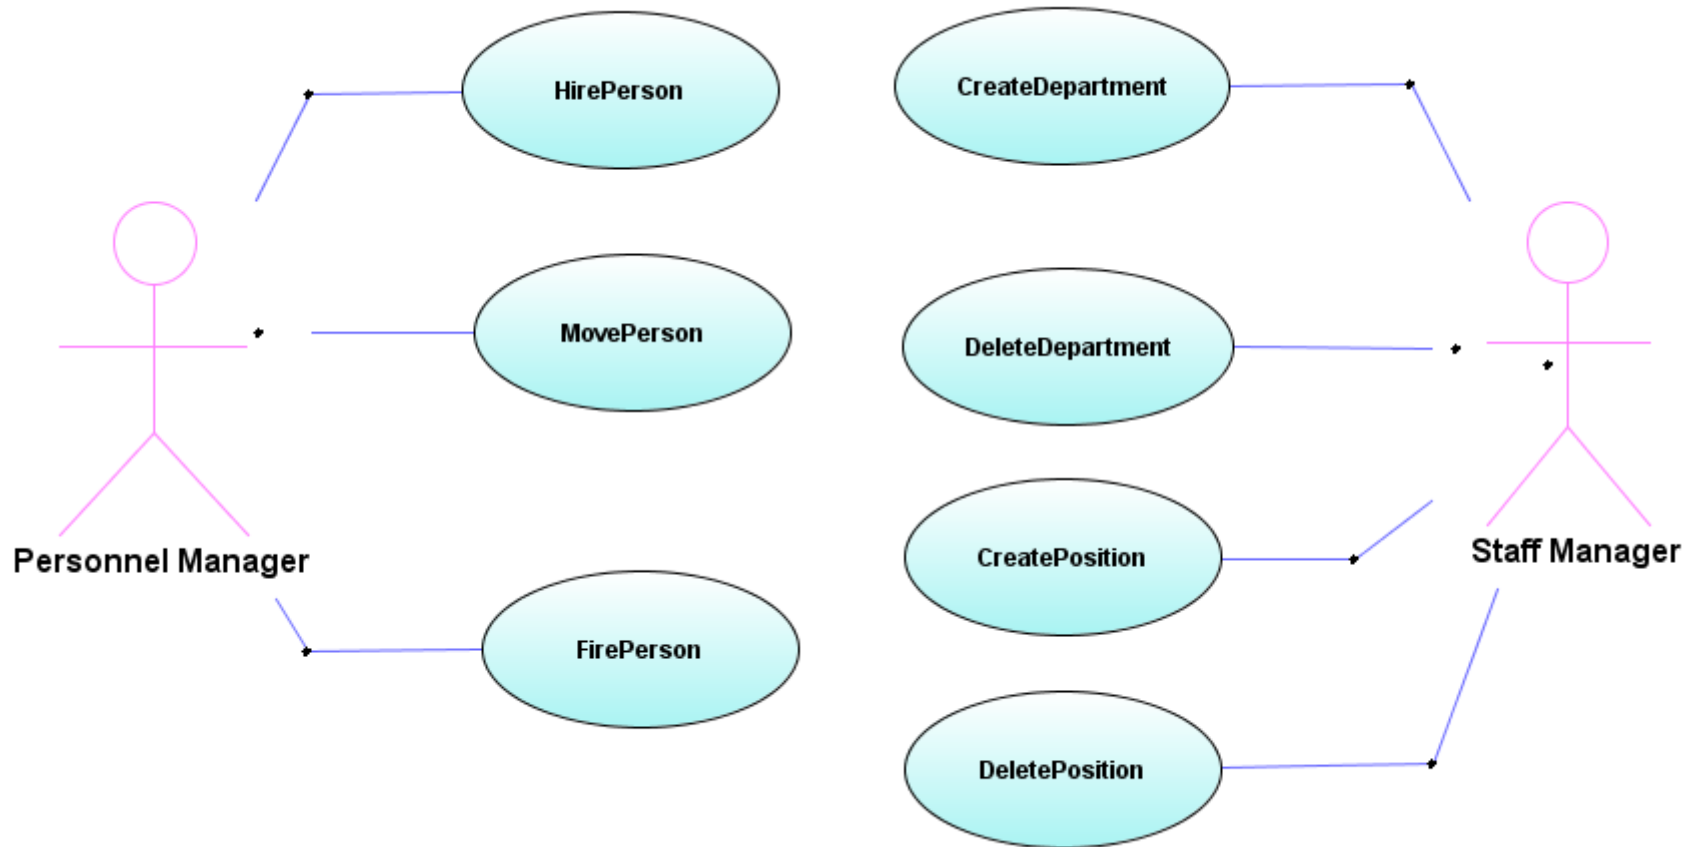 HirePerson
CreateDepartment
MovePerson
DeleteDepartment
Personnel Manager
CreatePosition
Staff Manager
FirePerson
DeletePosition